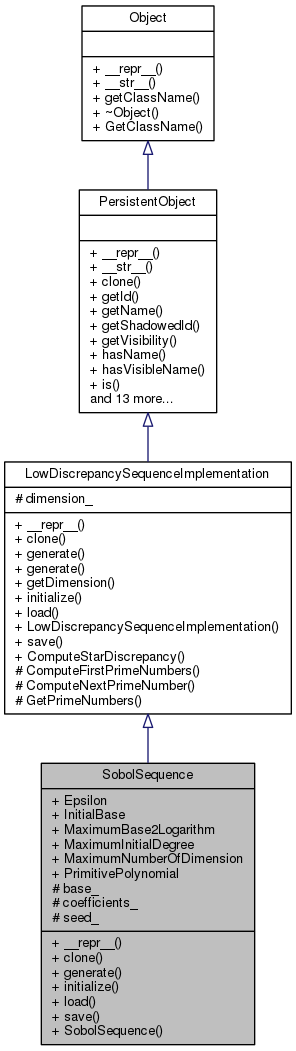 Object
+ __repr__()
+ __str__()
+ getClassName()
+ ~Object()
+ GetClassName()
PersistentObject
+ __repr__()
+ __str__()
+ clone()
+ getId()
+ getName()
+ getShadowedId()
+ getVisibility()
+ hasName()
+ hasVisibleName()
+ is()
and 13 more...
LowDiscrepancySequenceImplementation
# dimension_
+ __repr__()
+ clone()
+ generate()
+ generate()
+ getDimension()
+ initialize()
+ load()
+ LowDiscrepancySequenceImplementation()
+ save()
+ ComputeStarDiscrepancy()
# ComputeFirstPrimeNumbers()
# ComputeNextPrimeNumber()
# GetPrimeNumbers()
SobolSequence
+ Epsilon
+ InitialBase
+ MaximumBase2Logarithm
+ MaximumInitialDegree
+ MaximumNumberOfDimension
+ PrimitivePolynomial
# base_
# coefficients_
# seed_
+ __repr__()
+ clone()
+ generate()
+ initialize()
+ load()
+ save()
+ SobolSequence()